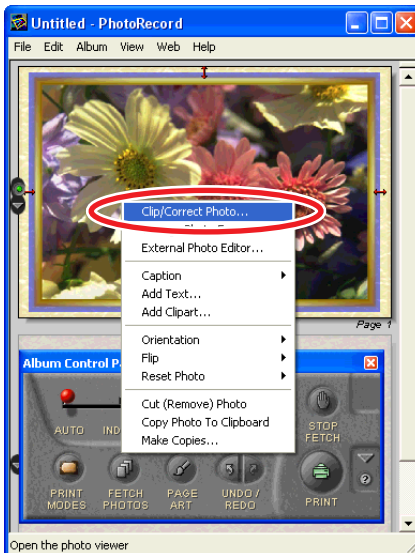 Untitled - PhotoRecord
File Edit Album View Web Help
Clip/Correct Photo...
External Photo Editor...
Caption
Add Text...
Add Clipart...
Page 1
Orientation
Flip
Reset Photo
Album Control P
Cut (Remove) Photo
Copy Photo To Clipboard
Make Copies...
AUTO IND
STOP FETCH
PRINT MODES
FETCH PHOTOS
PAGE ART
UNDO / REDO
PRINT
Open the photo viewer